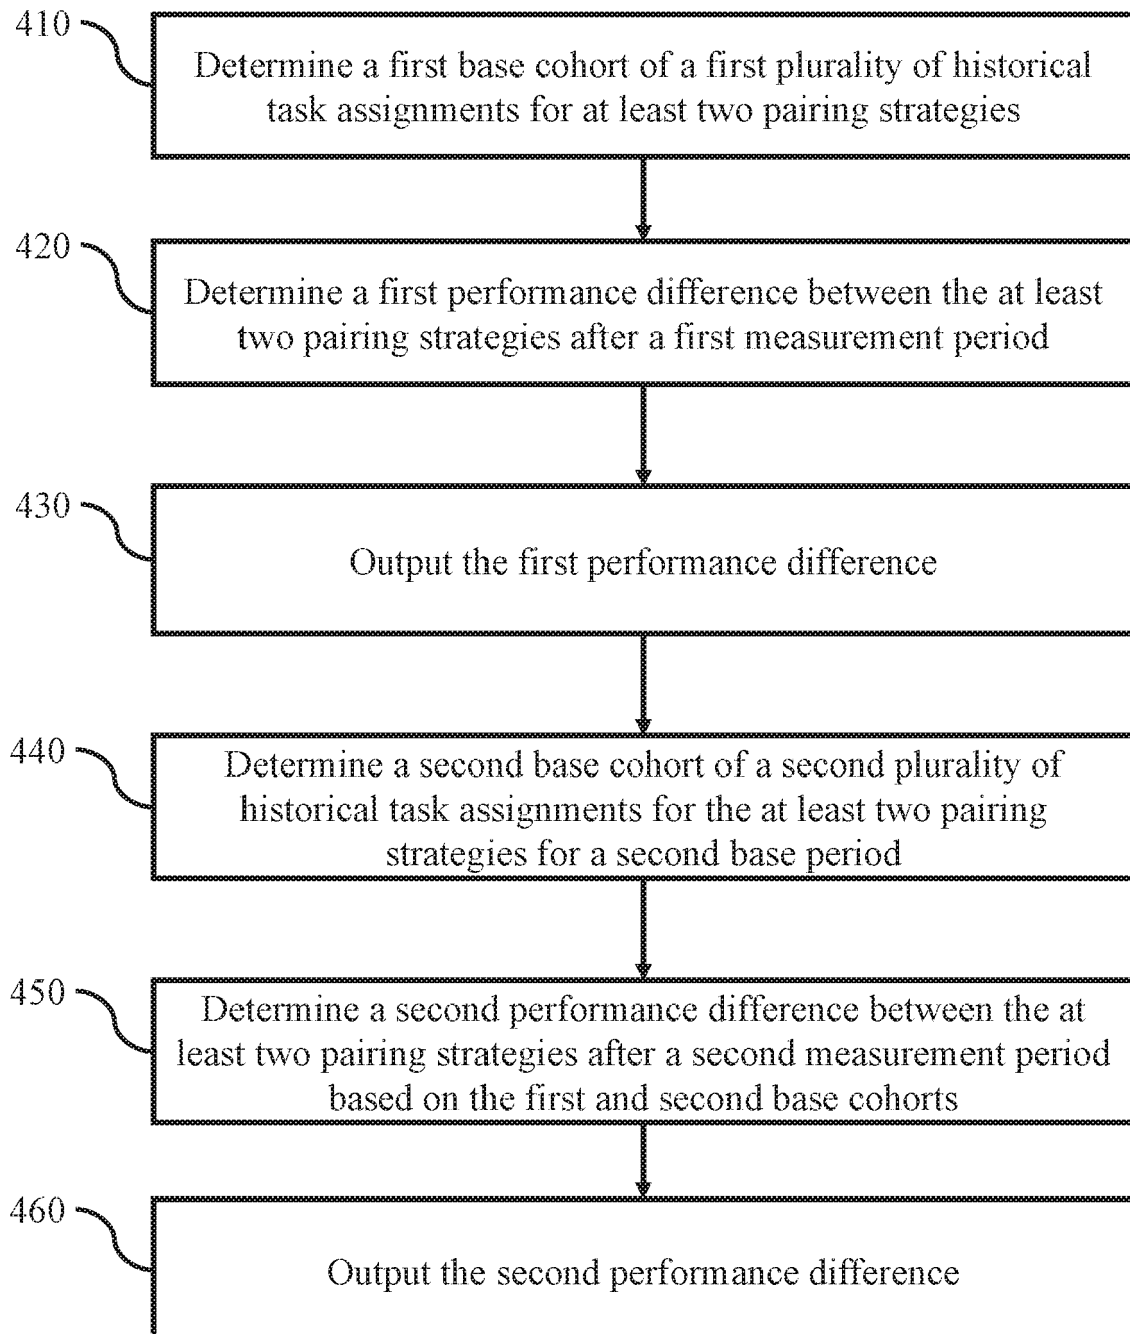 410
Determine a first base cohort of a first plurality of historical
task assignments for at least two pairing strategies
420
Determine a first performance difference between the at least
two pairing strategies after a first measurement period
430
Output the first performance difference
440
Determine a second base cohort of a second plurality of
historical task assignments for the at least two pairing
strategies for a second base period
450
Determine a second performance difference between the at
least two pairing strategies after a second measurement period
based on the first and second base cohorts
460
Output the second performance difference